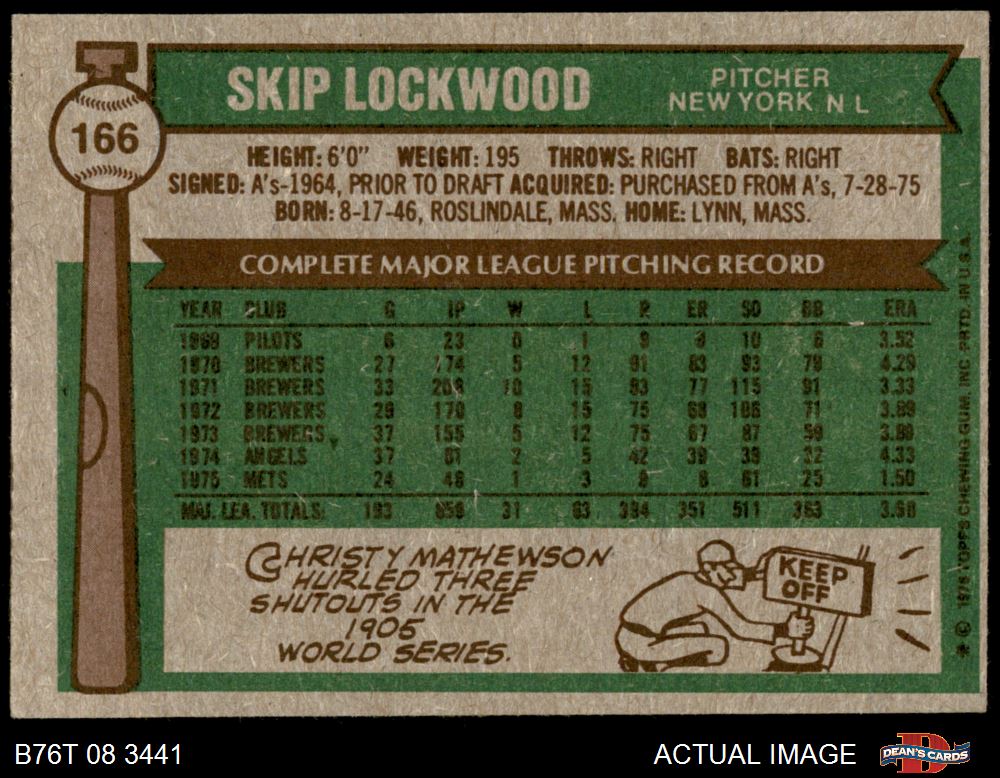 SKIP LOCKWOOD
PITCHER
NEW YORK N L
166
HEIGHT: 6'0" WEIGHT: 195 THROWS: RIGHT BATS: RIGHT
SIGNED: A's-1964, PRIOR TO DRAFT ACQUIRED: PURCHASED FROM A's, 7-28-75
BORN: 8-17-46, ROSLINDALE, MASS. HOME: LYNN, MASS.
COMPLETE MAJOR LEAGUE PITCHING RECORD
YEAR CLUB G IP W L R ER SO BB ERA
1969 PILOTS 6 23 0 1 9 9 10 6 3.52
1970 BREWERS 27 174 5 12 91 83 93 79 4.29
1971 BREWERS 33 208 10 15 93 77 115 91 3.33
1972 BREWERS 29 170 8 15 75 68 106 71
1973 BREWERS 37 155 5 12 75 67 87 59
1974 ANGELS 37 81 2 5 42 39 39 32 4.33
1975 METS 24 48 1 3 8 61 25 1.50
MAJ. LEA. TOTALS. 193 31 63 351 511 363 3.68
CHRISTY MATHEWSON
HURLED THREE
SHUTOUTS IN THE
1905
WORLD SERIES.
KEEP
OFF
* © 1976 TOPPS CHEWING GUM, INC. PRTD. IN U.S.A.
B76T 08 3441
ACTUAL IMAGE
D
DEAN'S CARDS